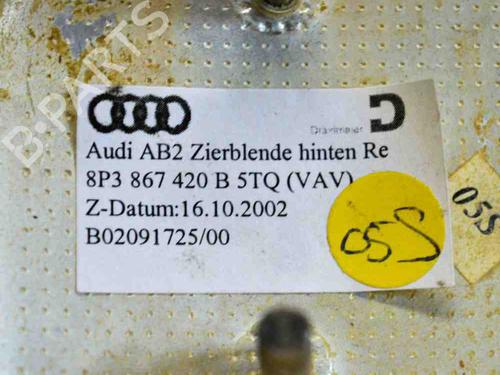 Dräxlmaier
Audi AB2 Zierblende hinten Re
8P3 867 420 B 5TQ (VAV)
Z-Datum:16.10.2002
B02091725/00
05S
05S
B-PARTS